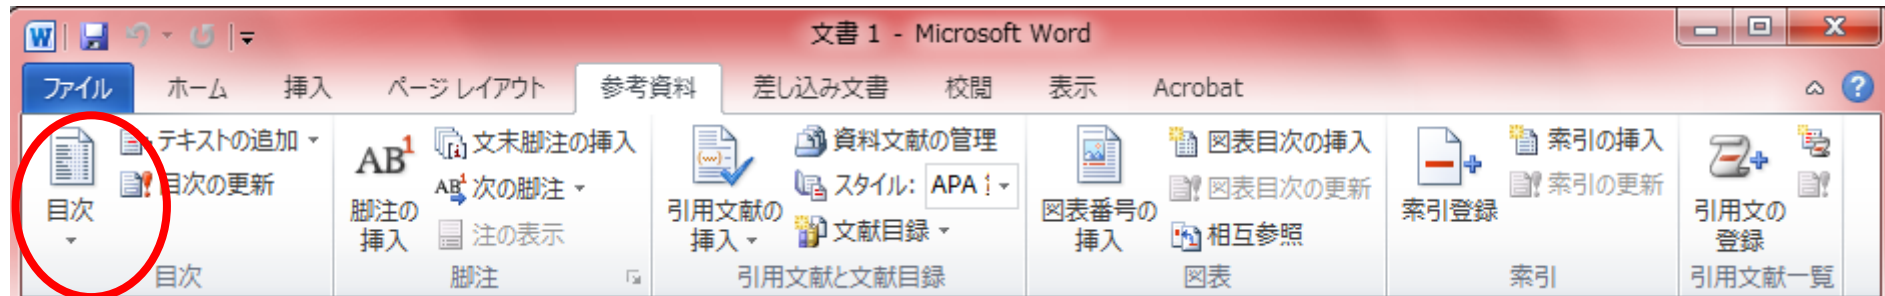 文書 1 - Microsoft Word
ファイル ホーム 挿入 ページ レイアウト 参考資料 差し込み文書 校閲 表示 Acrobat
目次
テキストの追加
目次の更新
目次
AB1
脚注の
挿入
文末脚注の挿入
AB1 次の脚注
注の表示
脚注
引用文献の
挿入
資料文献の管理
スタイル: APA
文献目録
引用文献と文献目録
図表番号の
挿入
図表目次の挿入
図表目次の更新
相互参照
図表
索引登録
索引の挿入
索引の更新
索引
引用文の
登録
引用文献一覧